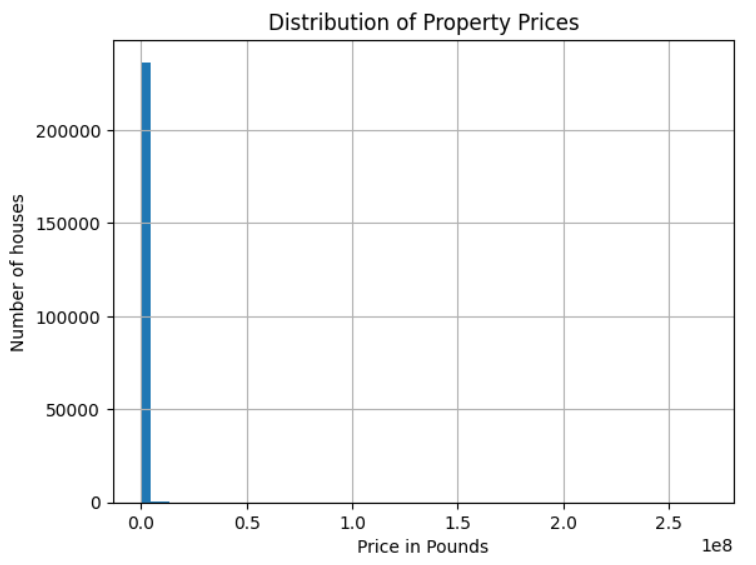 Distribution of Property Prices
Number of houses
200000
150000
100000
50000
0
0.0 0.5 1.0 1.5 2.0 2.5
1e8
Price in Pounds